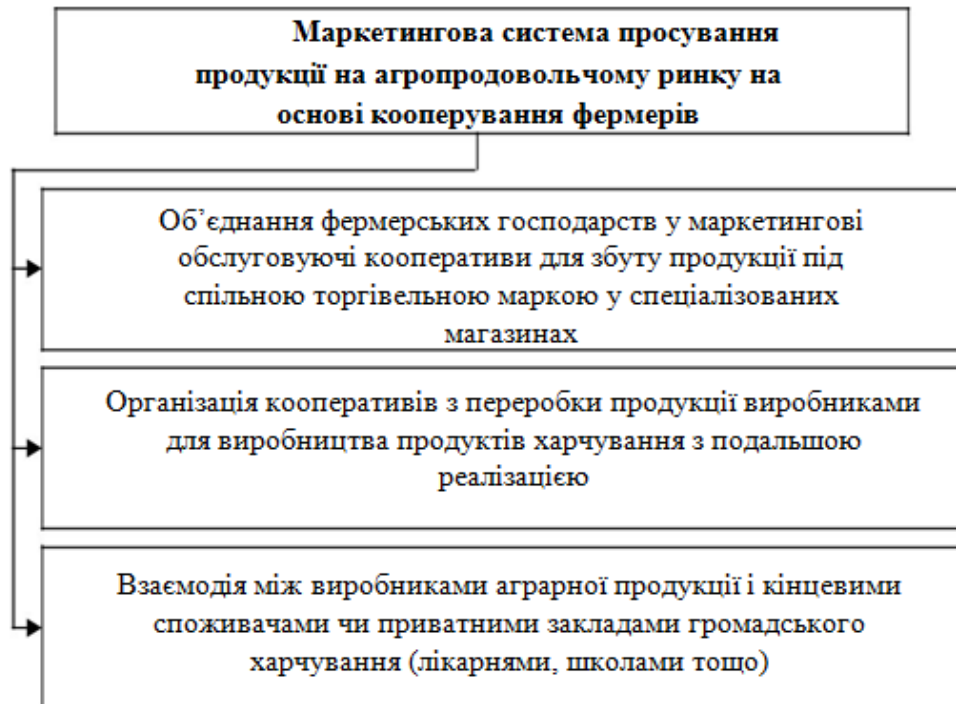 Маркетингова система просування
продукції на агропродовольчому ринку на
основі кооперування фермерів
Об’єднання фермерських господарств у маркетингові
обслуговуючі кооперативи для збуту продукції під
спільною торгівельною маркою у спеціалізованих
магазинах
Організація кооперативів з переробки продукції виробниками
для виробництва продуктів харчування з подальшою
реалізацією
Взаємодія між виробниками аграрної продукції і кінцевими
споживачами чи приватними закладами громадського
харчування (лікарнями, школами тощо)